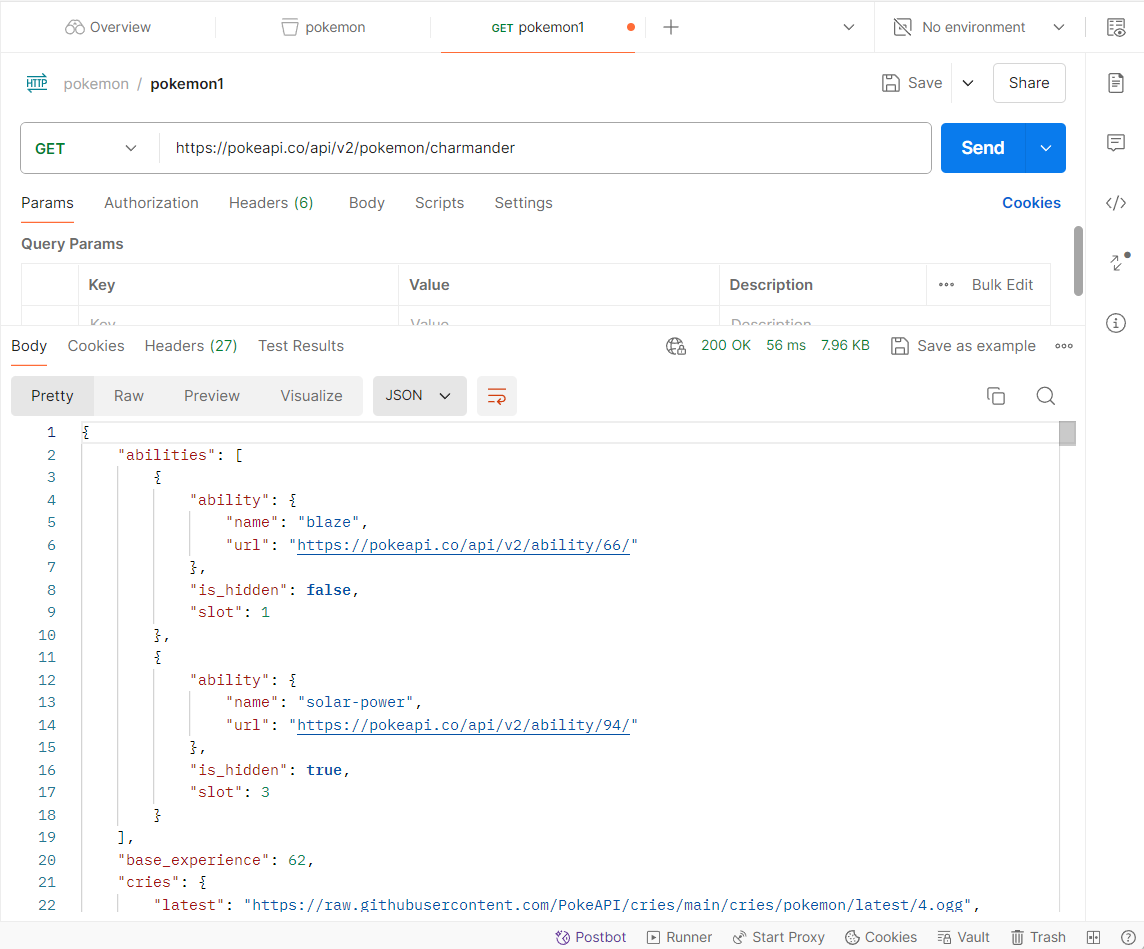 Overview pokemon GET pokemon1 No environment
HTTP pokemon / pokemon1 Save Share
GET https://pokeapi.co/api/v2/pokemon/charmander Send
Params Authorization Headers (6) Body Scripts Settings Cookies
Query Params
Key Value Description Bulk Edit
Key Value Description
Body Cookies Headers (27) Test Results 200 OK 56 ms 7.96 KB Save as example
Pretty Raw Preview Visualize JSON
1 {
2 "abilities": [
3 {
4 "ability": {
5 "name": "blaze",
6 "url": "https://pokeapi.co/api/v2/ability/66/"
7 },
8 "is_hidden": false,
9 "slot": 1
10 },
11 {
12 "ability": {
13 "name": "solar-power",
14 "url": "https://pokeapi.co/api/v2/ability/94/"
15 },
16 "is_hidden": true,
17 "slot": 3
18 }
19 ],
20 "base_experience": 62,
21 "cries": {
22 "latest": "https://raw.githubusercontent.com/PokeAPI/cries/main/cries/pokemon/latest/4.ogg",
Postbot Runner Start Proxy Cookies Vault Trash